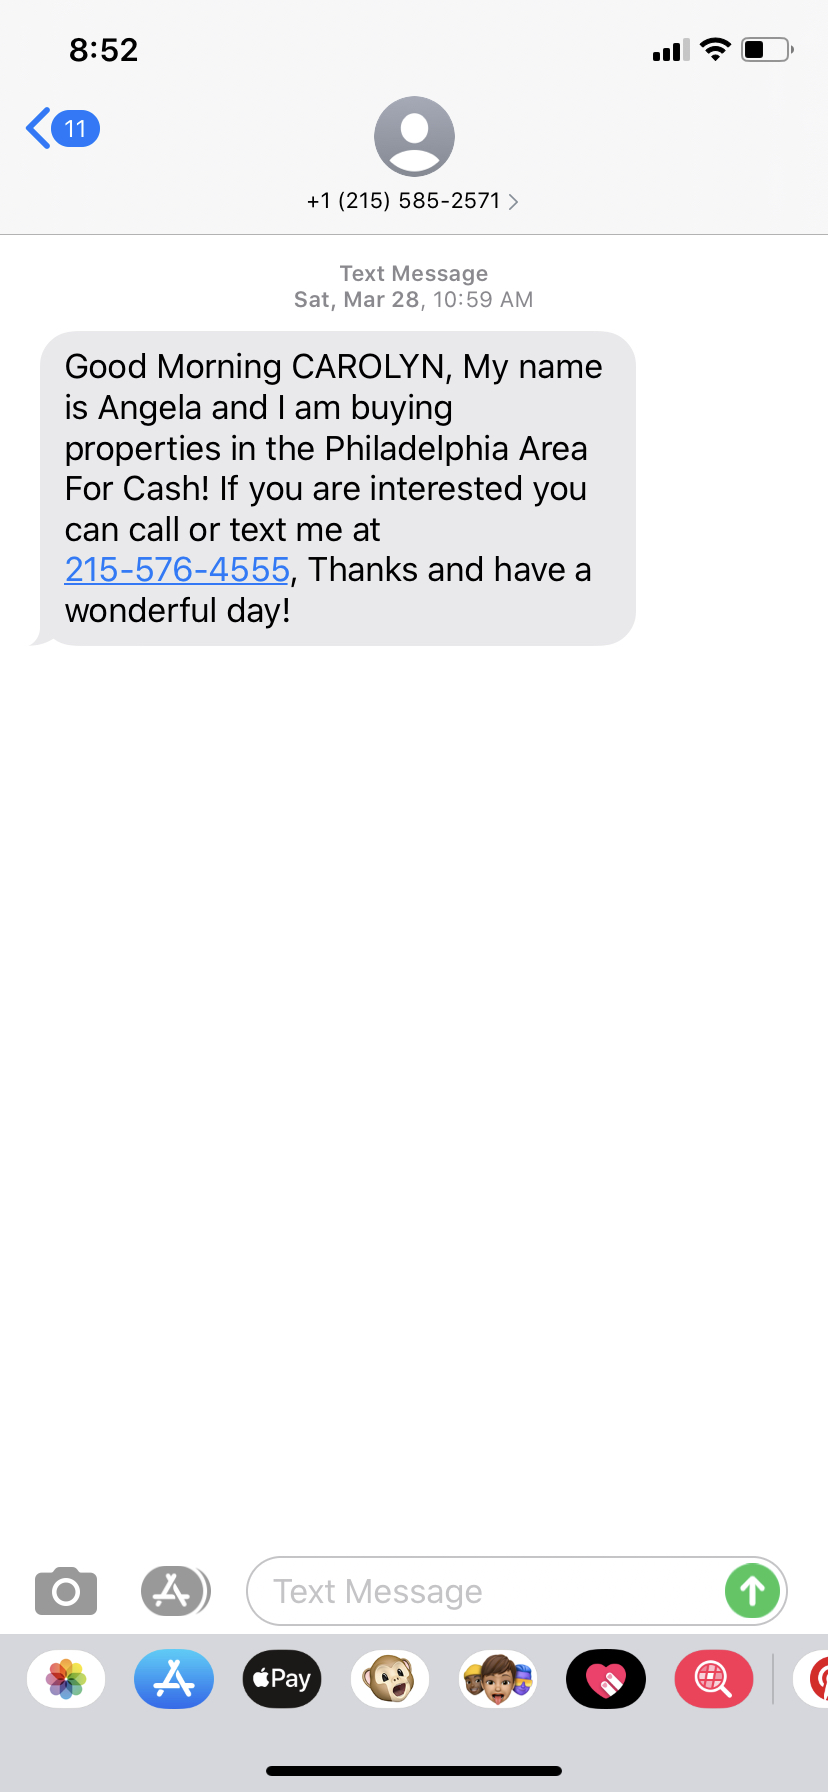 8:52
11
+1 (215) 585-2571
Text Message
Sat, Mar 28, 10:59 AM
Good Morning CAROLYN, My name
is Angela and I am buying
properties in the Philadelphia Area
For Cash! If you are interested you
can call or text me at
215-576-4555, Thanks and have a
wonderful day!
Text Message
Pay